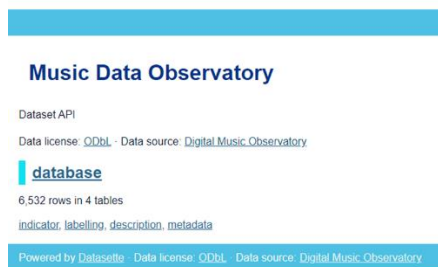 Music Data Observatory
Dataset API
Data license: ODbL · Data source: Digital Music Observatory
database
6,532 rows in 4 tables
indicator, labelling, description, metadata
Powered by Datasette · Data license: ODbL · Data source: Digital Music Observatory